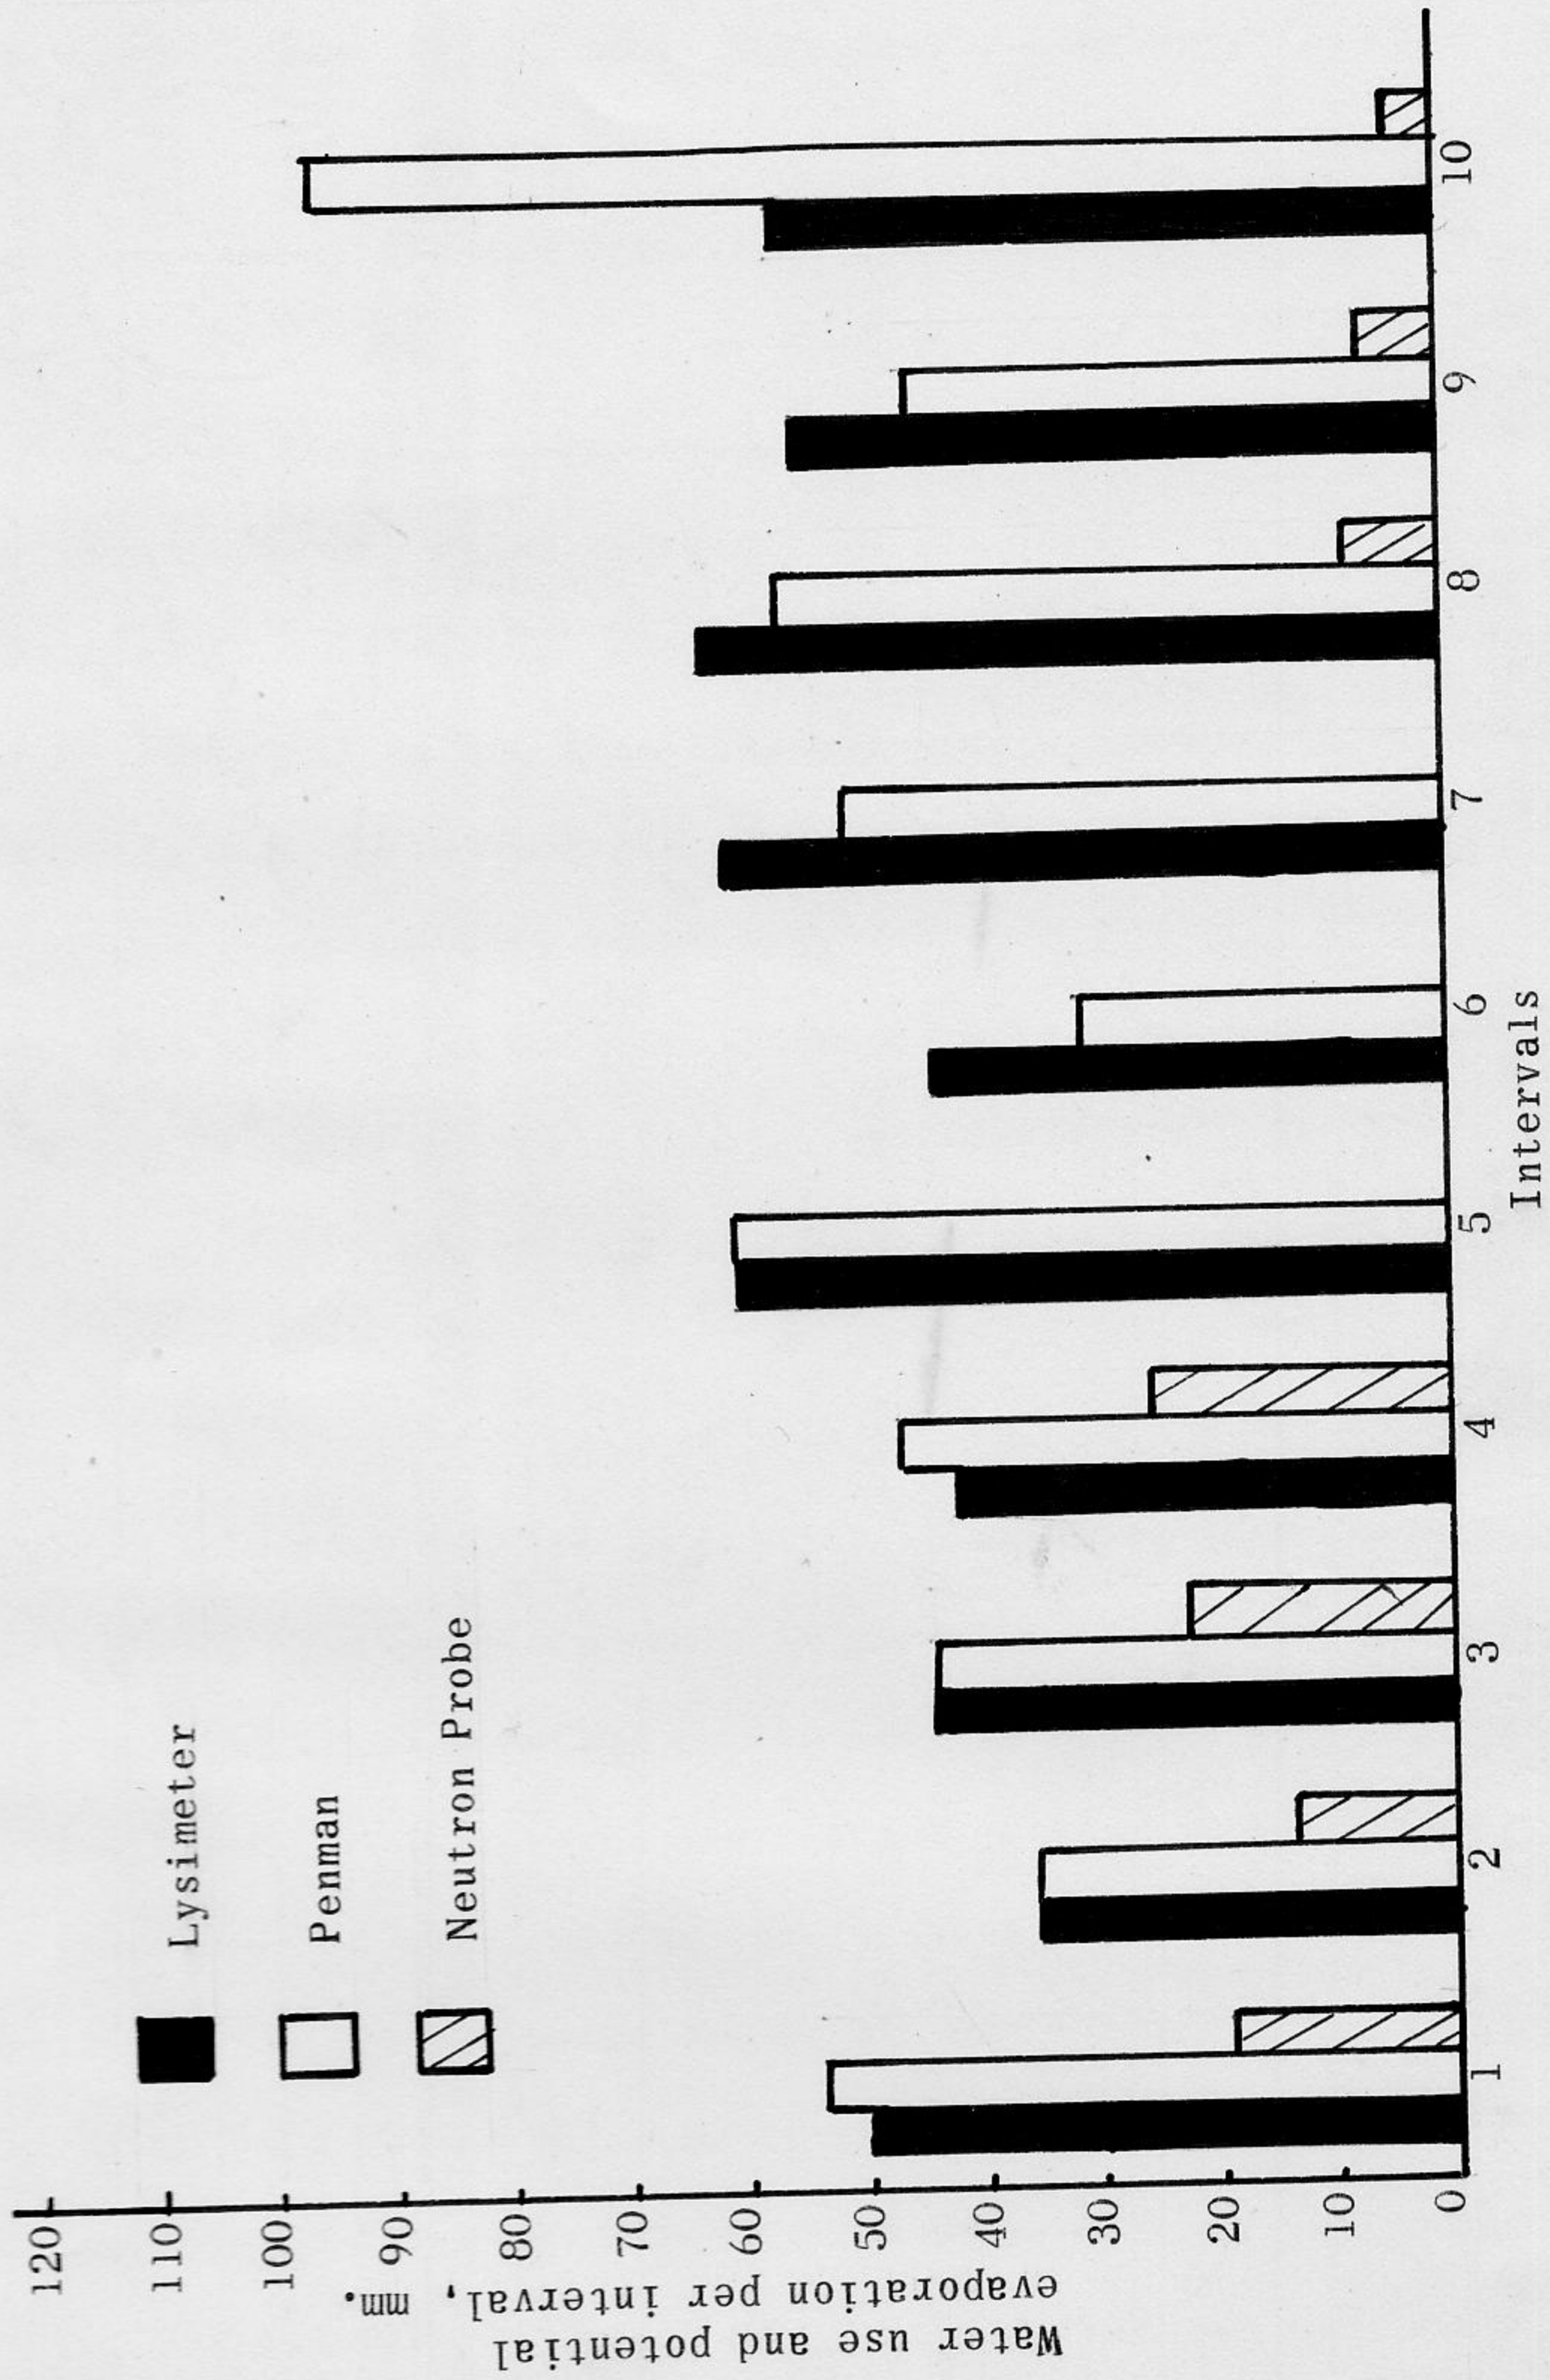 Water use and potential
evaporation per interval, mm.
120
110
100
90
80
70
60
50
40
30
20
10
0
Lysimeter
Penman
Neutron Probe
1 2 3 4 5 6 7 8 9 10
Intervals